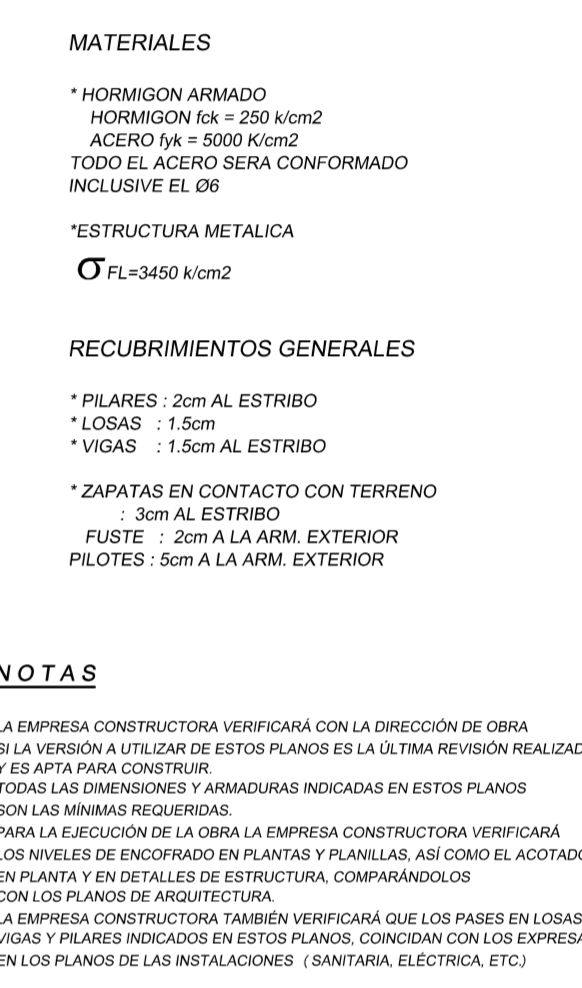 MATERIALES
* HORMIGON ARMADO
HORMIGON fck = 250 k/cm2
ACERO fyk = 5000 K/cm2
TODO EL ACERO SERA CONFORMADO
INCLUSIVE EL Ø6
*ESTRUCTURA METALICA
σ FL=3450 k/cm2
RECUBRIMIENTOS GENERALES
* PILARES : 2cm AL ESTRIBO
* LOSAS : 1.5cm
* VIGAS : 1.5cm AL ESTRIBO
* ZAPATAS EN CONTACTO CON TERRENO
: 3cm AL ESTRIBO
FUSTE : 2cm A LA ARM. EXTERIOR
PILOTES : 5cm A LA ARM. EXTERIOR
N O T A S
LA EMPRESA CONSTRUCTORA VERIFICARÁ CON LA DIRECCIÓN DE OBRA
SI LA VERSIÓN A UTILIZAR DE ESTOS PLANOS ES LA ÚLTIMA REVISIÓN REALIZAD
Y ES APTA PARA CONSTRUIR.
TODAS LAS DIMENSIONES Y ARMADURAS INDICADAS EN ESTOS PLANOS
SON LAS MÍNIMAS REQUERIDAS.
PARA LA EJECUCIÓN DE LA OBRA LA EMPRESA CONSTRUCTORA VERIFICARÁ
LOS NIVELES DE ENCOFRADO EN PLANTAS Y PLANILLAS, ASÍ COMO EL ACOTADO
EN PLANTA Y EN DETALLES DE ESTRUCTURA, COMPARÁNDOLOS
CON LOS PLANOS DE ARQUITECTURA.
LA EMPRESA CONSTRUCTORA TAMBIÉN VERIFICARÁ QUE LOS PASES EN LOSAS
VIGAS Y PILARES INDICADOS EN ESTOS PLANOS, COINCIDAN CON LOS EXPRESA
EN LOS PLANOS DE LAS INSTALACIONES ( SANITARIA, ELÉCTRICA, ETC.)